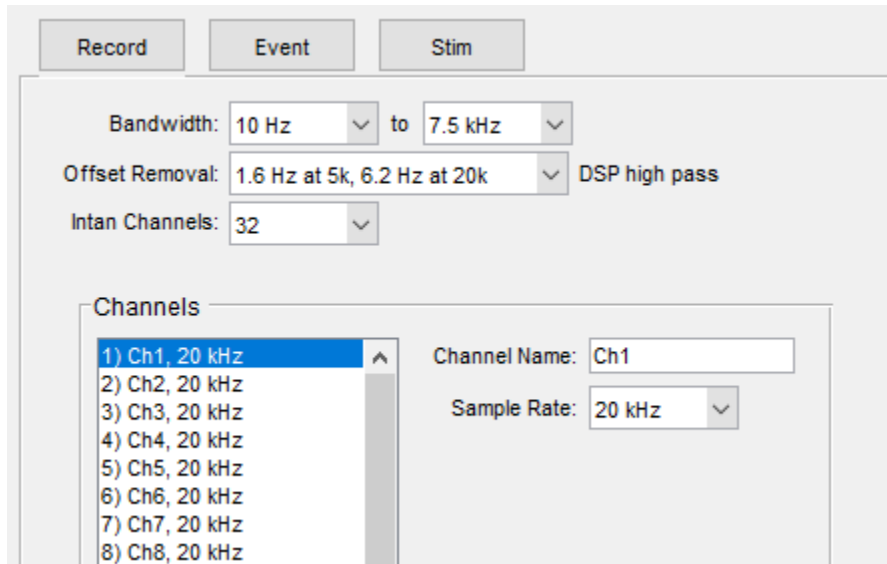 Record Event Stim
Bandwidth: 10 Hz to 7.5 kHz
Offset Removal: 1.6 Hz at 5k, 6.2 Hz at 20k DSP high pass
Intan Channels: 32
Channels
1) Ch1, 20 kHz
2) Ch2, 20 kHz
3) Ch3, 20 kHz
4) Ch4, 20 kHz
5) Ch5, 20 kHz
6) Ch6, 20 kHz
7) Ch7, 20 kHz
8) Ch8, 20 kHz
Channel Name: Ch1
Sample Rate: 20 kHz